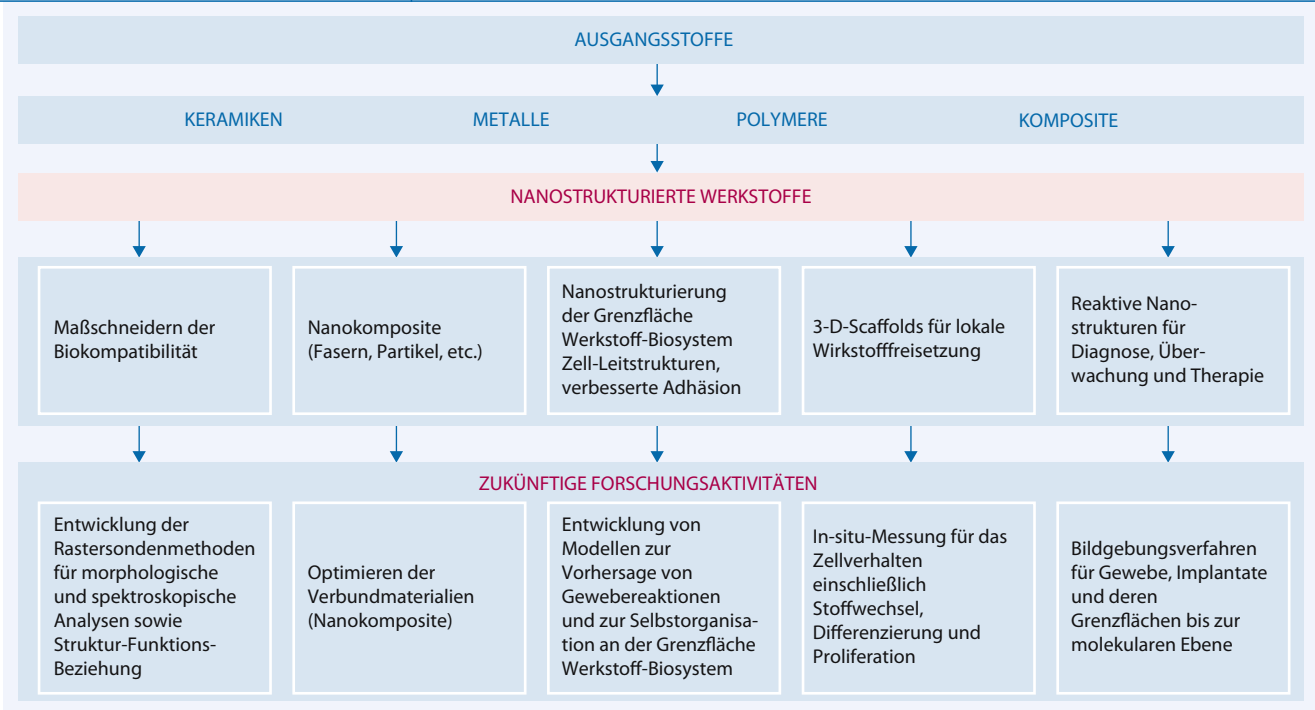 AUSGANGSSTOFFE
KERAMIKEN METALLE POLYMERE KOMPOSITE
NANOSTRUKTURIERTE WERKSTOFFE
Maßschneidern der
Biokompatibilität
Nanokomposite
(Fasern, Partikel, etc.)
Nanostrukturierung
der Grenzfläche
Werkstoff-Biosystem
Zell-Leitstrukturen,
verbesserte Adhäsion
3-D-Scaffolds für lokale
Wirkstofffreisetzung
Reaktive Nano-
strukturen für
Diagnose, Über-
wachung und Therapie
ZUKÜNFTIGE FORSCHUNGSAKTIVITÄTEN
Entwicklung der
Rastersondenmethoden
für morphologische
und spektroskopische
Analysen sowie
Struktur-Funktions-
Beziehung
Optimieren der
Verbundmaterialien
(Nanokomposite)
Entwicklung von
Modellen zur
Vorhersage von
Gewebereaktionen
und zur Selbstorganisa-
tion an der Grenzfläche
Werkstoff-Biosystem
In-situ-Messung für das
Zellverhalten
einschließlich
Stoffwechsel,
Differenzierung und
Proliferation
Bildgebungsverfahren
für Gewebe, Implantate
und deren
Grenzflächen bis zur
molekularen Ebene